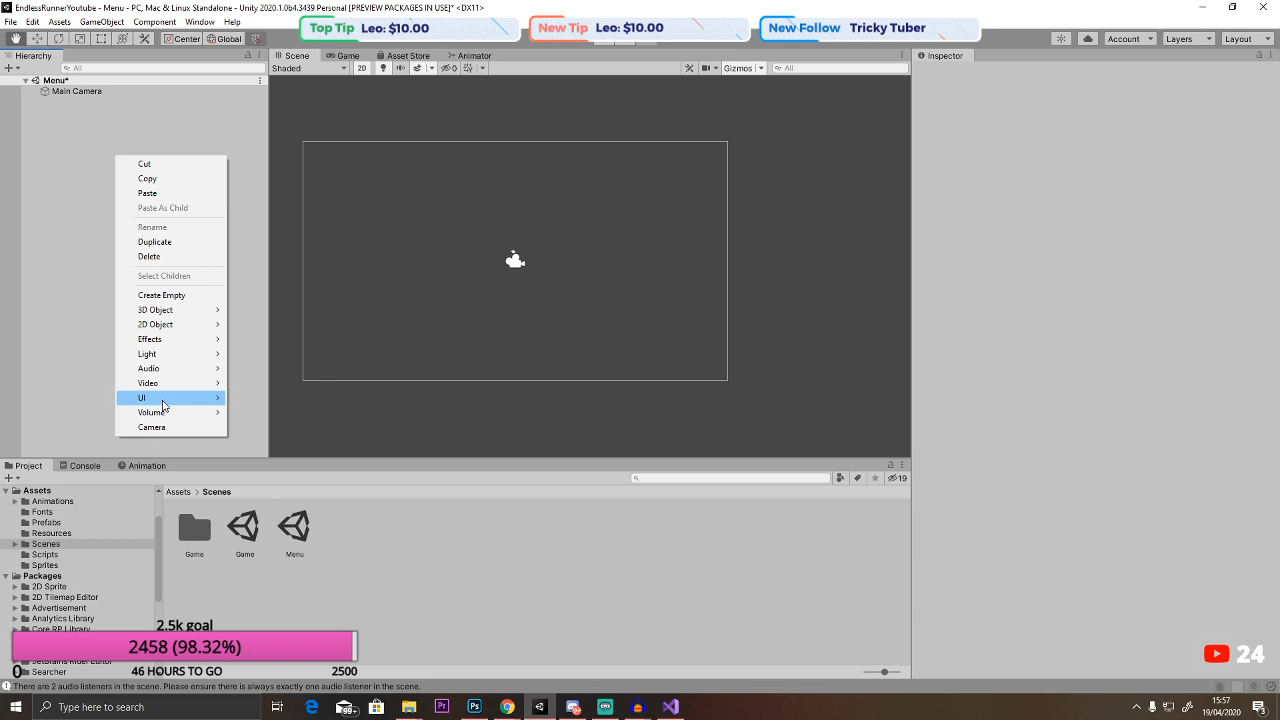 EndlessRunner - Menu - PC, Mac & Linux Standalone - Unity 2020.1.0b4.3439 Personal [PREVIEW PACKAGES IN USE]* <DX11>
File Edit
Top Tip Leo: $10.00
New Tip Leo: $10.00
New Follow Tricky Tuber
Center Global
Account Layers Layout
Hierarchy
Scene Game Asset Store Animator
Inspector
All
Shaded 2D 0 Gizmos All
Menu*
Main Camera
Cut
Copy
Paste
Paste As Child
Rename
Duplicate
Delete
Select Children
Create Empty
3D Object
2D Object
Effects
Light
Audio
Video
UI
Volume
Camera
Project Console Animation
19
Assets
Animations
Fonts
Prefabs
Resources
Scenes
Scripts
Sprites
Packages
2D Sprite
2D Tilemap Editor
Advertisement
Analytics Library
Core RP Library
JetBrains Rider Editor
Searcher
Assets > Scenes
Game Game Menu
2.5k goal
2458 (98.32%)
0 46 HOURS TO GO 2500
24
There are 2 audio listeners in the scene. Please ensure there is always exactly one audio listener in the scene.
Type here to search
99+
15:57
19/04/2020